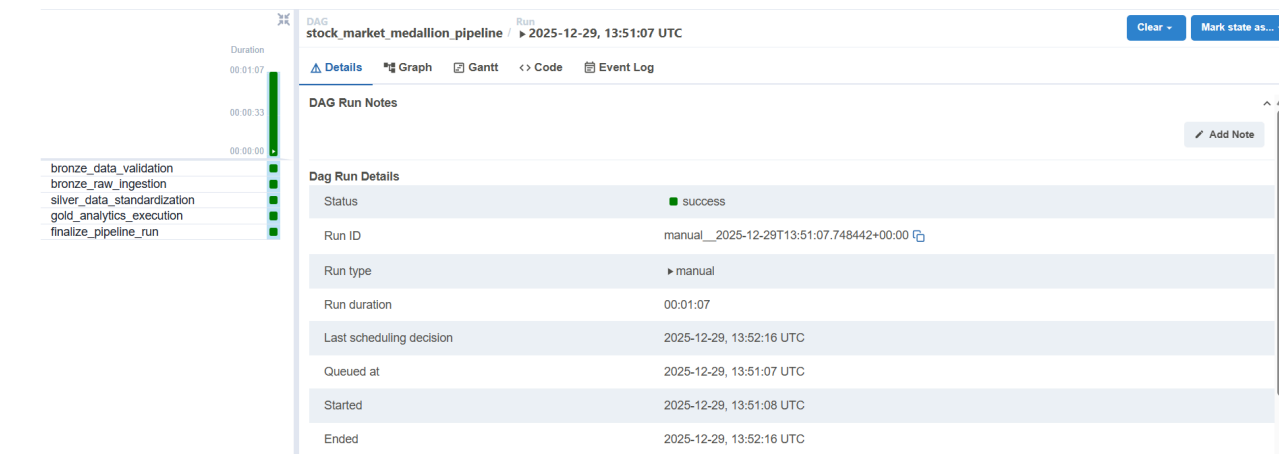 DAG
stock_market_medallion_pipeline /
Run
2025-12-29, 13:51:07 UTC
Clear
Mark state as...
Duration
00:01:07
00:00:33
00:00:00
bronze_data_validation
bronze_raw_ingestion
silver_data_standardization
gold_analytics_execution
finalize_pipeline_run
Details
Graph
Gantt
<> Code
Event Log
DAG Run Notes
Add Note
Dag Run Details
Status success
Run ID manual__2025-12-29T13:51:07.748442+00:00
Run type manual
Run duration 00:01:07
Last scheduling decision 2025-12-29, 13:52:16 UTC
Queued at 2025-12-29, 13:51:07 UTC
Started 2025-12-29, 13:51:08 UTC
Ended 2025-12-29, 13:52:16 UTC